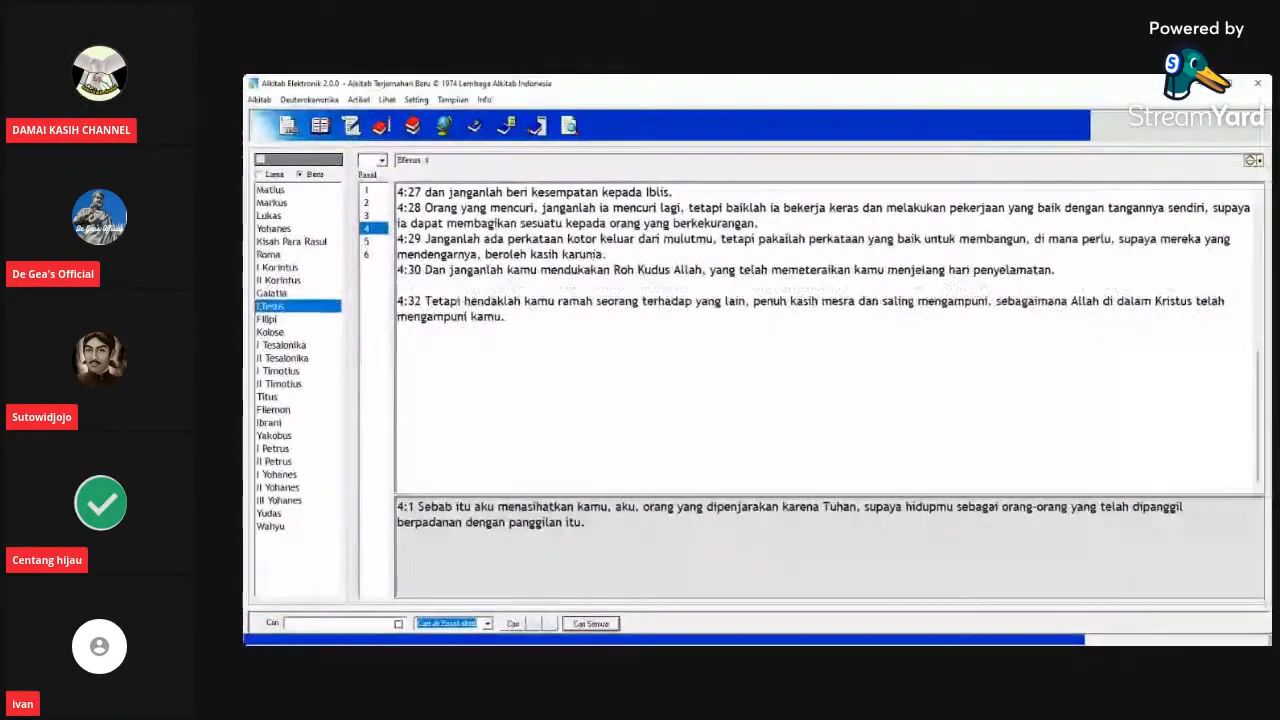 Powered by
StreamYard
DAMAI KASIH CHANNEL
De Gea's Official
De Gea's Official
Sutowidjojo
Centang hijau
Ivan
Alkitab Elektronik 2.0.0 - Alkitab Terjemahan Baru © 1974 Lembaga Alkitab Indonesia
Alkitab Deuterokanonika Artikel Lihat Setting Tampilan Info
Lama Baru
Pasal
Efesus 4
Matius
Markus
Lukas
Yohanes
Kisah Para Rasul
Roma
I Korintus
II Korintus
Galatia
Efesus
Filipi
Kolose
I Tesalonika
II Tesalonika
I Timotius
II Timotius
Titus
Filemon
Ibrani
Yakobus
I Petrus
II Petrus
I Yohanes
II Yohanes
III Yohanes
Yudas
Wahyu
1
2
3
4
5
6
4:27 dan janganlah beri kesempatan kepada Iblis.
4:28 Orang yang mencuri, janganlah ia mencuri lagi, tetapi baiklah ia bekerja keras dan melakukan pekerjaan yang baik dengan tangannya sendiri, supaya
ia dapat membagikan sesuatu kepada orang yang berkekurangan.
4:29 Janganlah ada perkataan kotor keluar dari mulutmu, tetapi pakailah perkataan yang baik untuk membangun, di mana perlu, supaya mereka yang
mendengarnya, beroleh kasih karunia.
4:30 Dan janganlah kamu mendukakan Roh Kudus Allah, yang telah memeteraikan kamu menjelang hari penyelamatan.
4:32 Tetapi hendaklah kamu ramah seorang terhadap yang lain, penuh kasih mesra dan saling mengampuni, sebagaimana Allah di dalam Kristus telah
mengampuni kamu.
4:1 Sebab itu aku menasihatkan kamu, aku, orang yang dipenjarakan karena Tuhan, supaya hidupmu sebagai orang-orang yang telah dipanggil
berpadanan dengan panggilan itu.
Cari
Cari
Cari Semua